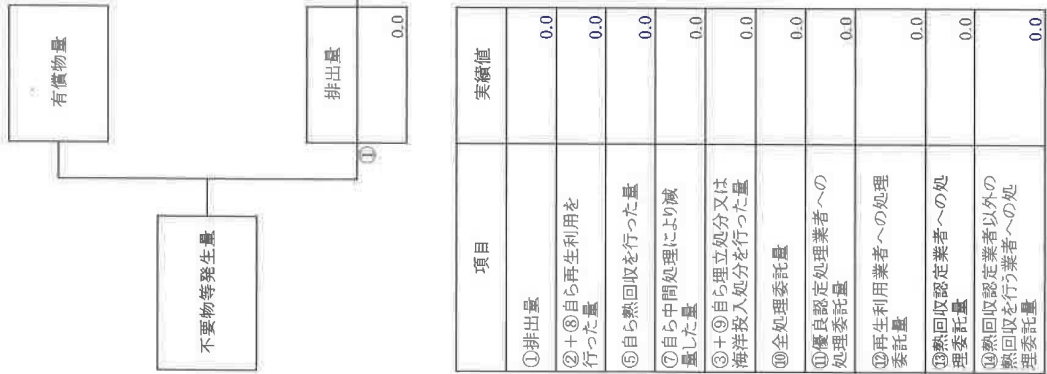 有償物量
不要物等発生量
排出量
①
0.0
項目
実績値
①排出量
0.0
②+⑧自ら再生利用を
行った量
0.0
⑤自ら熱回収を行った量
0.0
⑦自ら中間処理により減
量した量
0.0
③+⑨自ら埋立処分又は
海洋投入処分を行った量
0.0
⑩全処理委託量
0.0
⑪優良認定処理業者への
処理委託量
0.0
⑫再生利用業者への処理
委託量
0.0
⑬熱回収認定業者への処
理委託量
0.0
⑭熱回収認定業者以外の
熱回収を行う業者への処
理委託量
0.0